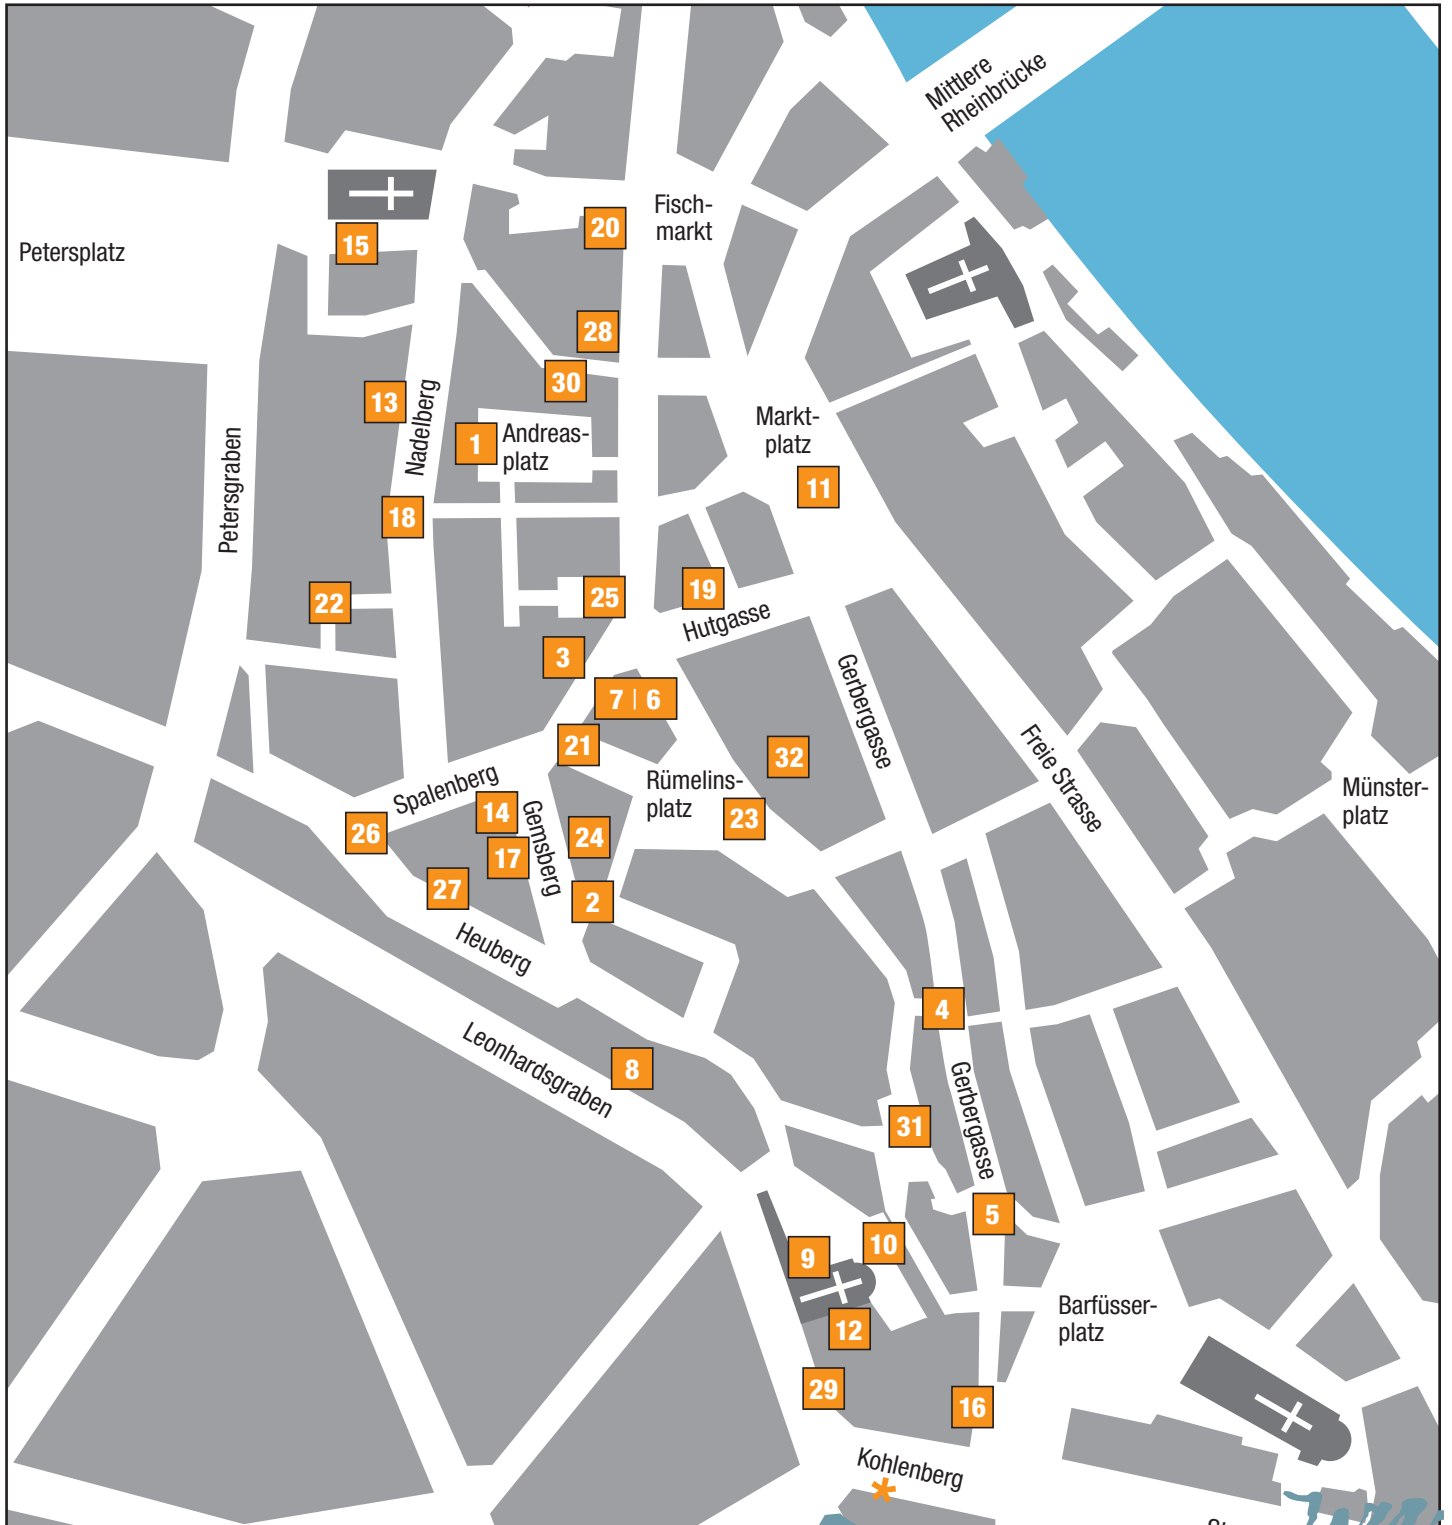 Mittlere
Rheinbrücke
Fisch-
markt
20
15
Petersplatz
28
30
13
Nadelberg
Markt-
platz
1
Andreas-
platz
Petersgraben
11
18
19
22
25
Hutgasse
3
Gerbergasse
7 | 6
21
32
Freie Strasse
Rümelins-
platz
Münster-
platz
Spalenberg
14
Gemsberg
26
24
23
17
27
2
Heuberg
4
Leonhardsgraben
8
Gerbergasse
31
5
10
9
Barfüsser-
platz
12
29
16
Kohlenberg
*